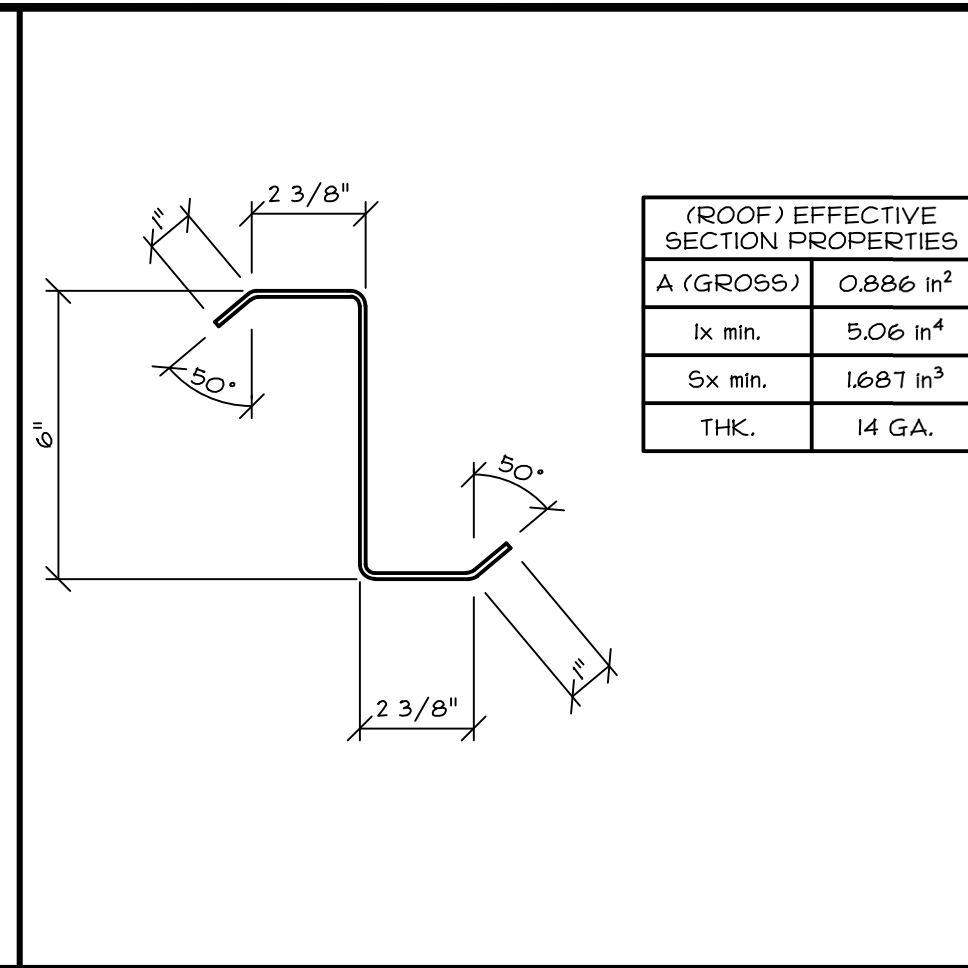 2 3/8"
1"
50°
6"
50°
1"
2 3/8"
(ROOF) EFFECTIVE
SECTION PROPERTIES
A (GROSS) 0.886 in²
Ix min. 5.06 in⁴
Sx min. 1.687 in³
THK. 14 GA.